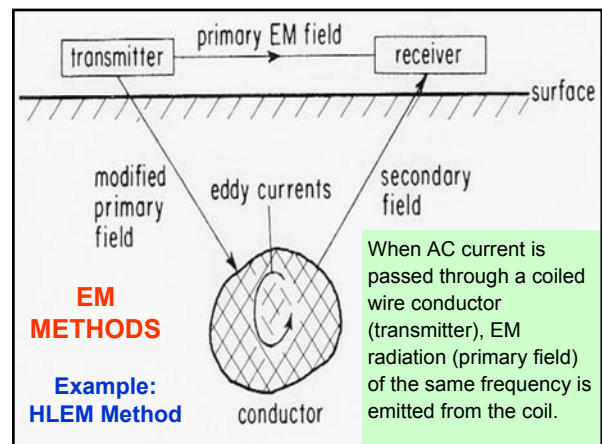 primary EM field
transmitter
receiver
surface
modified
primary
field
eddy currents
secondary
field
EM
METHODS
Example:
HLEM Method
conductor
When AC current is
passed through a coiled
wire conductor
(transmitter), EM
radiation (primary field)
of the same frequency is
emitted from the coil.